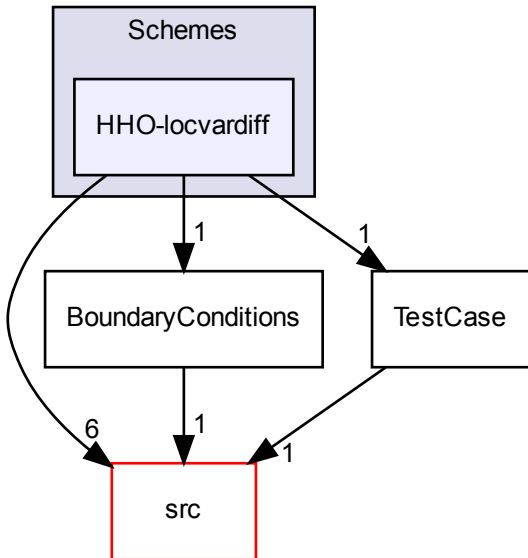 Schemes
HHO-locvardiff
1
1
BoundaryConditions
TestCase
6
1
1
src